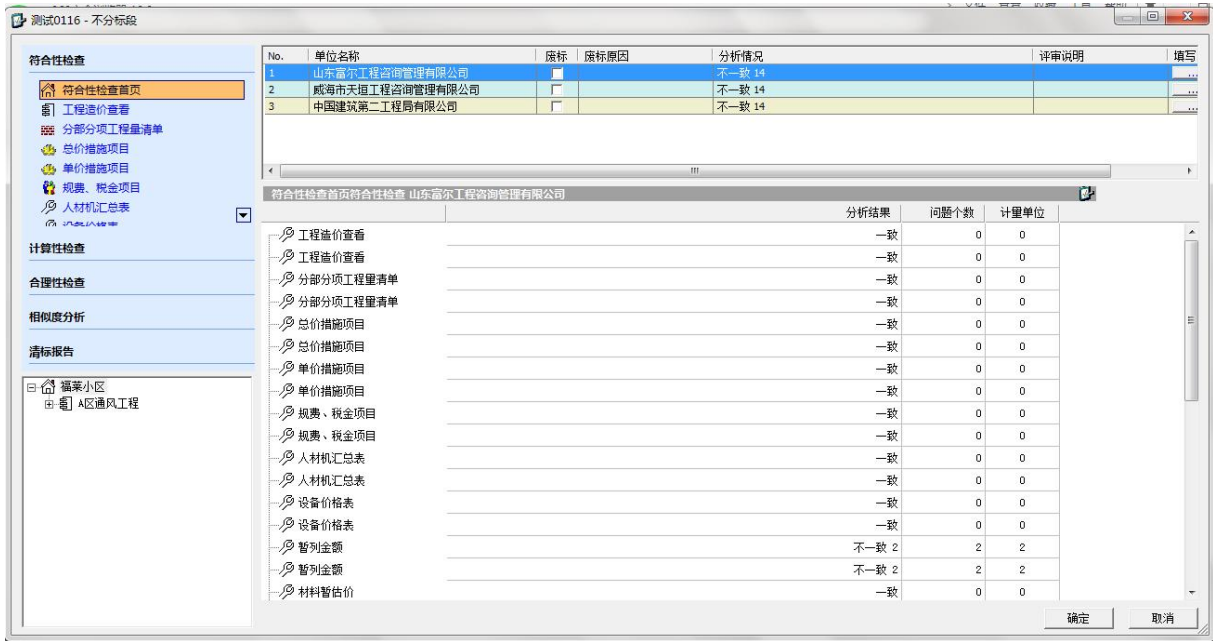 测试0116 - 不分标段
符合性检查
符合性检查首页
工程造价查看
分部分项工程量清单
总价措施项目
单价措施项目
规费、税金项目
人材机汇总表
计算性检查
合理性检查
相似度分析
清标报告
福莱小区
A区通风工程
No. 单位名称 废标 废标原因 分析情况 评审说明 填写
1 山东富尔工程咨询管理有限公司 不一致 14 ...
2 威海市天垣工程咨询管理有限公司 不一致 14 ...
3 中国建筑第二工程局有限公司 不一致 14 ...
符合性检查首页符合性检查 山东富尔工程咨询管理有限公司
分析结果 问题个数 计量单位
工程造价查看 一致 0 0
工程造价查看 一致 0 0
分部分项工程量清单 一致 0 0
分部分项工程量清单 一致 0 0
总价措施项目 一致 0 0
总价措施项目 一致 0 0
单价措施项目 一致 0 0
单价措施项目 一致 0 0
规费、税金项目 一致 0 0
规费、税金项目 一致 0 0
人材机汇总表 一致 0 0
人材机汇总表 一致 0 0
设备价格表 一致 0 0
设备价格表 一致 0 0
暂列金额 不一致 2 2 2
暂列金额 不一致 2 2 2
材料暂估价 一致 0 0
确定 取消